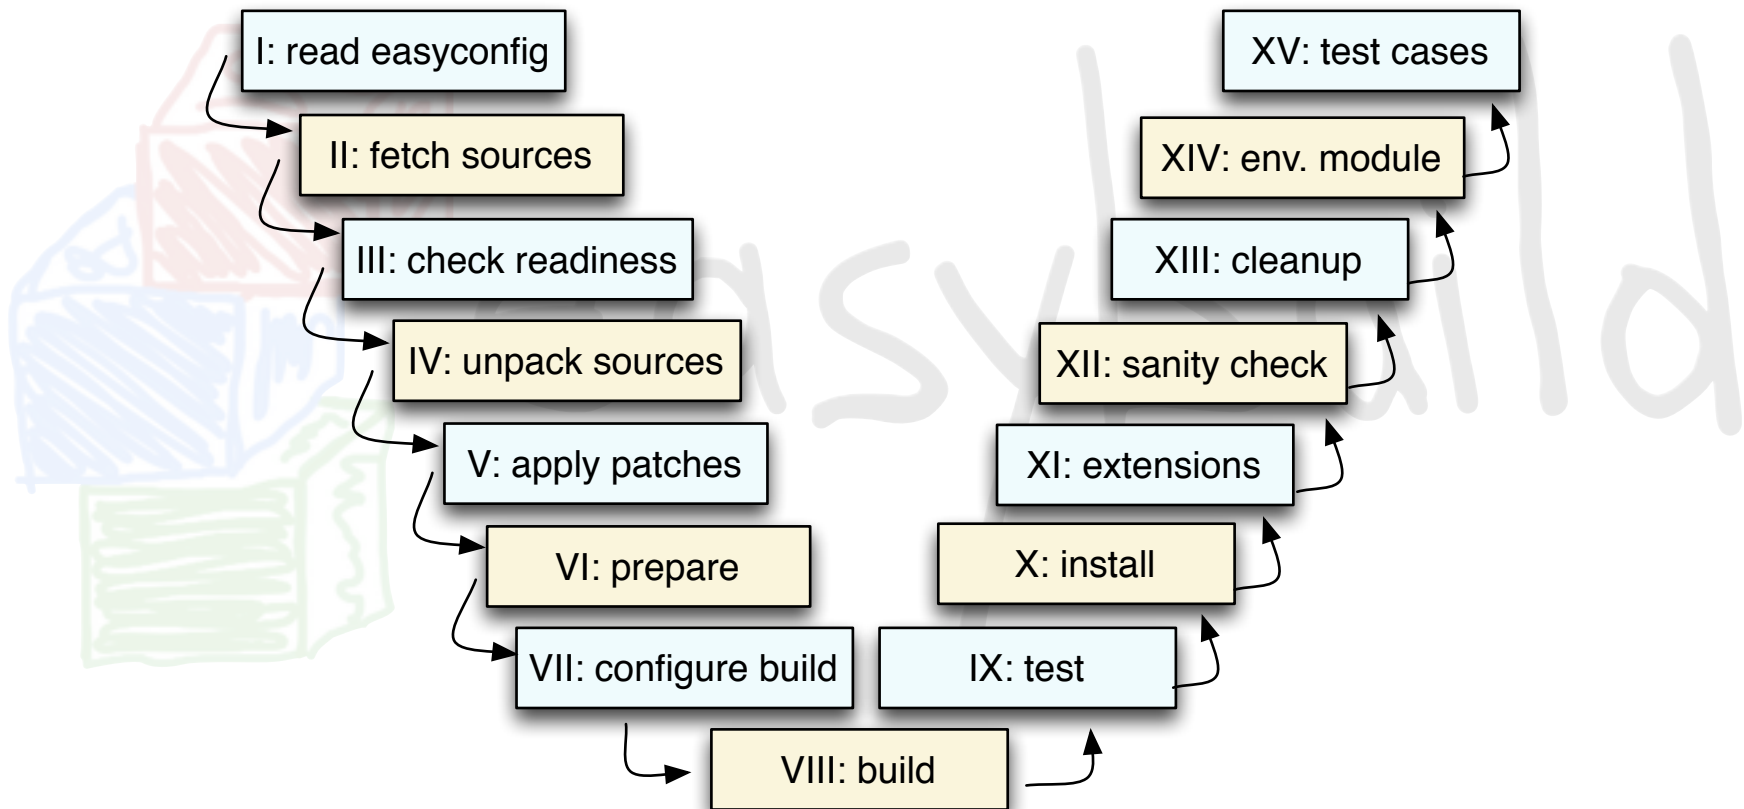 I: read easyconfig
II: fetch sources
III: check readiness
IV: unpack sources
V: apply patches
VI: prepare
VII: configure build
VIII: build
IX: test
X: install
XI: extensions
XII: sanity check
XIII: cleanup
XIV: env. module
XV: test cases
easybuild